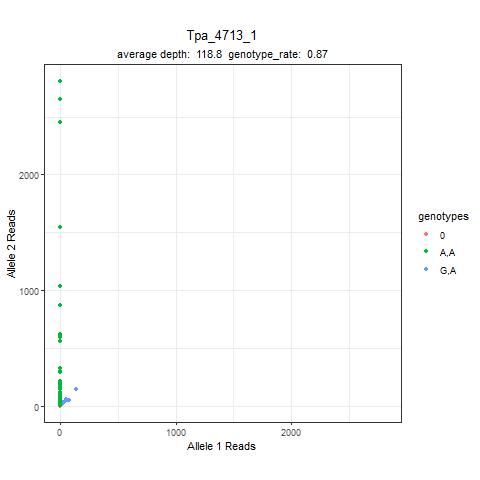 Tpa_4713_1
average depth: 118.8 genotype_rate: 0.87
Allele 2 Reads
2000
1000
0
0
1000
2000
Allele 1 Reads
genotypes
0
A,A
G,A